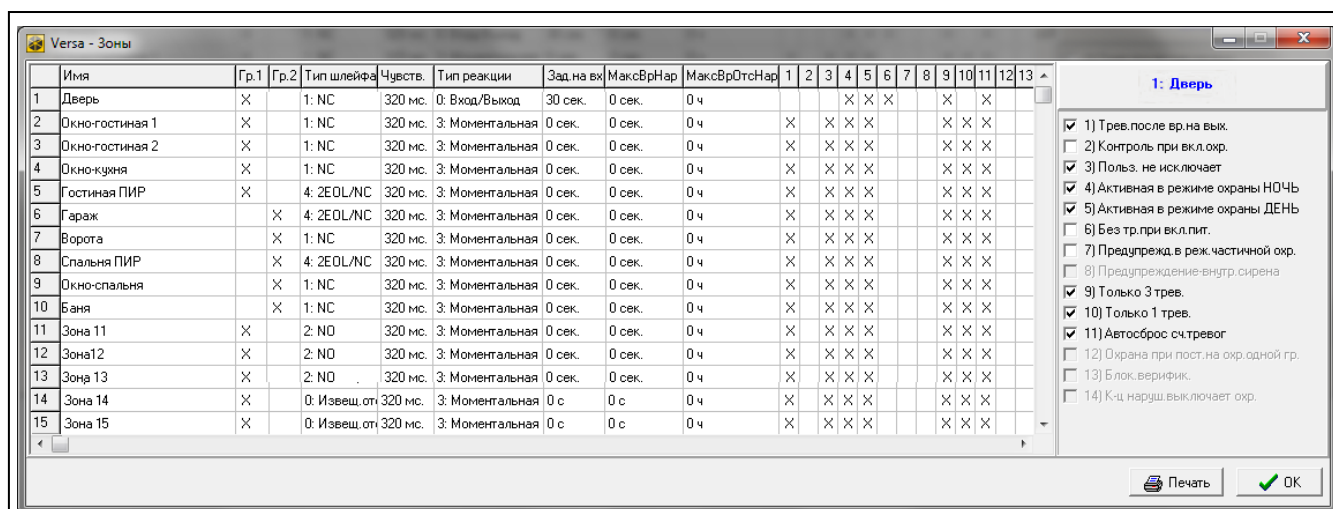 Versa - Зоны
Имя Гр.1 Гр.2 Тип шлейфа Чувств. Тип реакции Зад.на вх МаксВрНар МаксВрОтсНар 1 2 3 4 5 6 7 8 9 10 11 12 13
1 Дверь X 1: NC 320 мс. 0: Вход/Выход 30 сек. 0 сек. 0 ч X X X X X
2 Окно-гостиная 1 X 1: NC 320 мс. 3: Моментальная 0 сек. 0 сек. 0 ч X X X X X X X
3 Окно-гостиная 2 X 1: NC 320 мс. 3: Моментальная 0 сек. 0 сек. 0 ч X X X X X X X
4 Окно-кухня X 1: NC 320 мс. 3: Моментальная 0 сек. 0 сек. 0 ч X X X X X X X
5 Гостиная ПИР X 4: 2EOL/NC 320 мс. 3: Моментальная 0 сек. 0 сек. 0 ч X X X X X X X
6 Гараж X 4: 2EOL/NC 320 мс. 3: Моментальная 0 сек. 0 сек. 0 ч X X X X X X X
7 Ворота X 1: NC 320 мс. 3: Моментальная 0 сек. 0 сек. 0 ч X X X X X X X
8 Спальня ПИР X 4: 2EOL/NC 320 мс. 3: Моментальная 0 сек. 0 сек. 0 ч X X X X X X X
9 Окно-спальня X 1: NC 320 мс. 3: Моментальная 0 сек. 0 сек. 0 ч X X X X X X X
10 Баня X 1: NC 320 мс. 3: Моментальная 0 сек. 0 сек. 0 ч X X X X X X X
11 Зона 11 X 2: NO 320 мс. 3: Моментальная 0 сек. 0 сек. 0 ч X X X X X X X
12 Зона12 X 2: NO 320 мс. 3: Моментальная 0 сек. 0 сек. 0 ч X X X X X X X
13 Зона 13 X 2: NO 320 мс. 3: Моментальная 0 сек. 0 сек. 0 ч X X X X X X X
14 Зона 14 X 0: Извещ.отс 320 мс. 3: Моментальная 0 с 0 с 0 ч X X X X X X X
15 Зона 15 X 0: Извещ.отс 320 мс. 3: Моментальная 0 с 0 с 0 ч X X X X X X X
1: Дверь
1) Трев.после вр.на вых.
2) Контроль при вкл.охр.
3) Польз. не исключает
4) Активная в режиме охраны НОЧЬ
5) Активная в режиме охраны ДЕНЬ
6) Без тр.при вкл.пит.
7) Предупрежд.в реж.частичной охр.
8) Предупреждение-внутр.сирена
9) Только 3 трев.
10) Только 1 трев.
11) Автосброс сч.тревог
12) Охрана при пост.на охр.одной гр.
13) Блок.верифик.
14) К-ц наруш.выключает охр.
Печать
OK